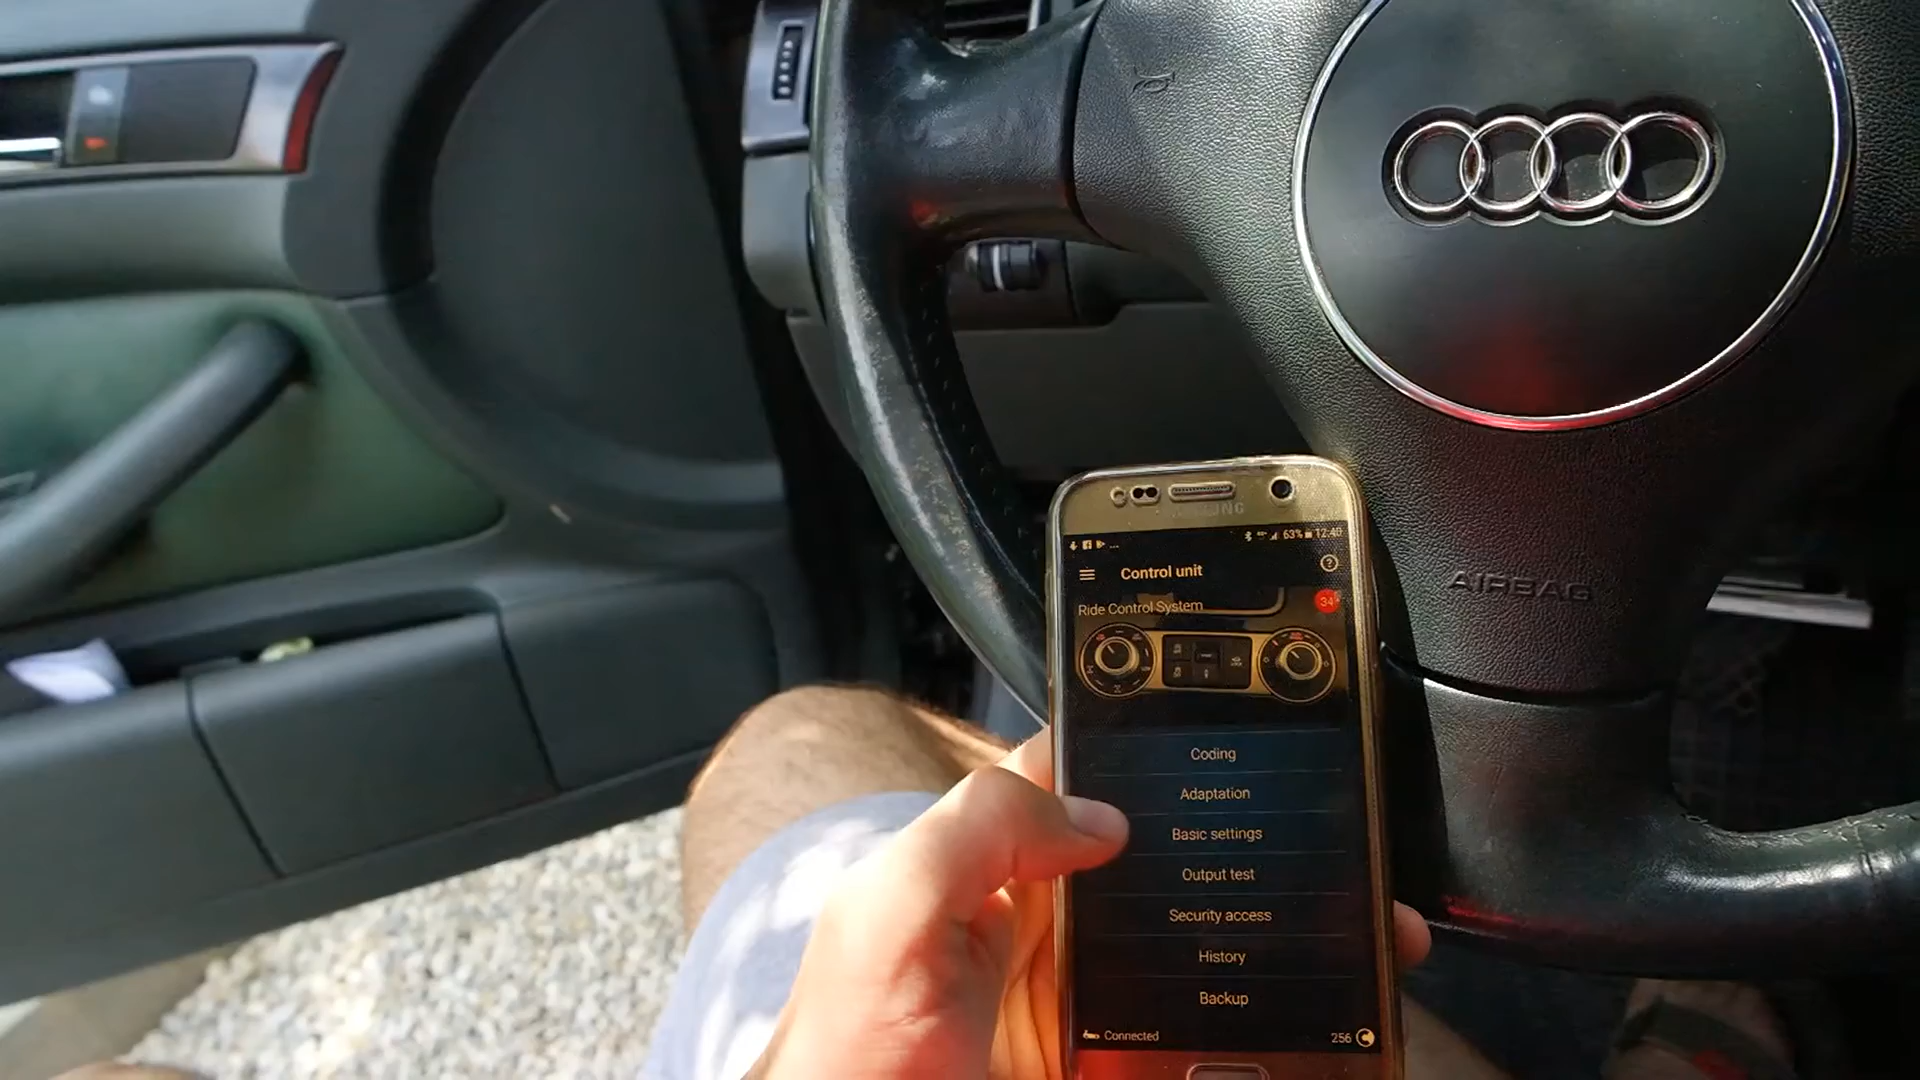 SAMSUNG
63% 12:40
Control unit
Ride Control System
34
Coding
Adaptation
Basic settings
Output test
Security access
History
Backup
Connected
256
AIRBAG